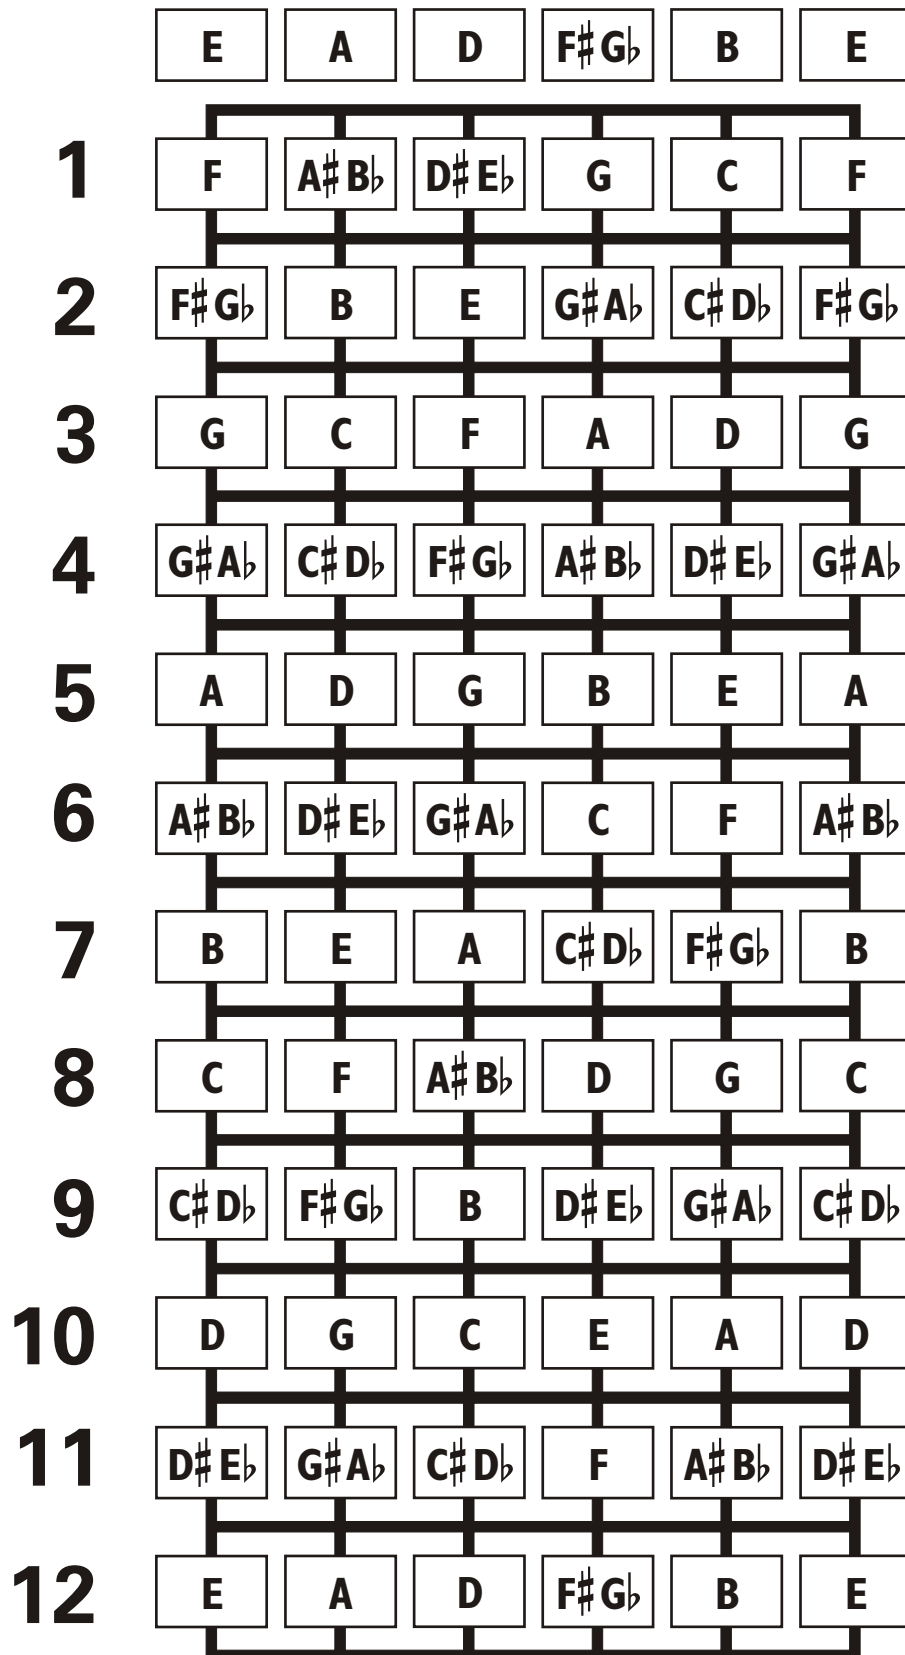 E A D F♯G♭ B E
1 F A♯B♭ D♯E♭ G C F
2 F♯G♭ B E G♯A♭ C♯D♭ F♯G♭
3 G C F A D G
4 G♯A♭ C♯D♭ F♯G♭ A♯B♭ D♯E♭ G♯A♭
5 A D G B E A
6 A♯B♭ D♯E♭ G♯A♭ C F A♯B♭
7 B E A C♯D♭ F♯G♭ B
8 C F A♯B♭ D G C
9 C♯D♭ F♯G♭ B D♯E♭ G♯A♭ C♯D♭
10 D G C E A D
11 D♯E♭ G♯A♭ C♯D♭ F A♯B♭ D♯E♭
12 E A D F♯G♭ B E